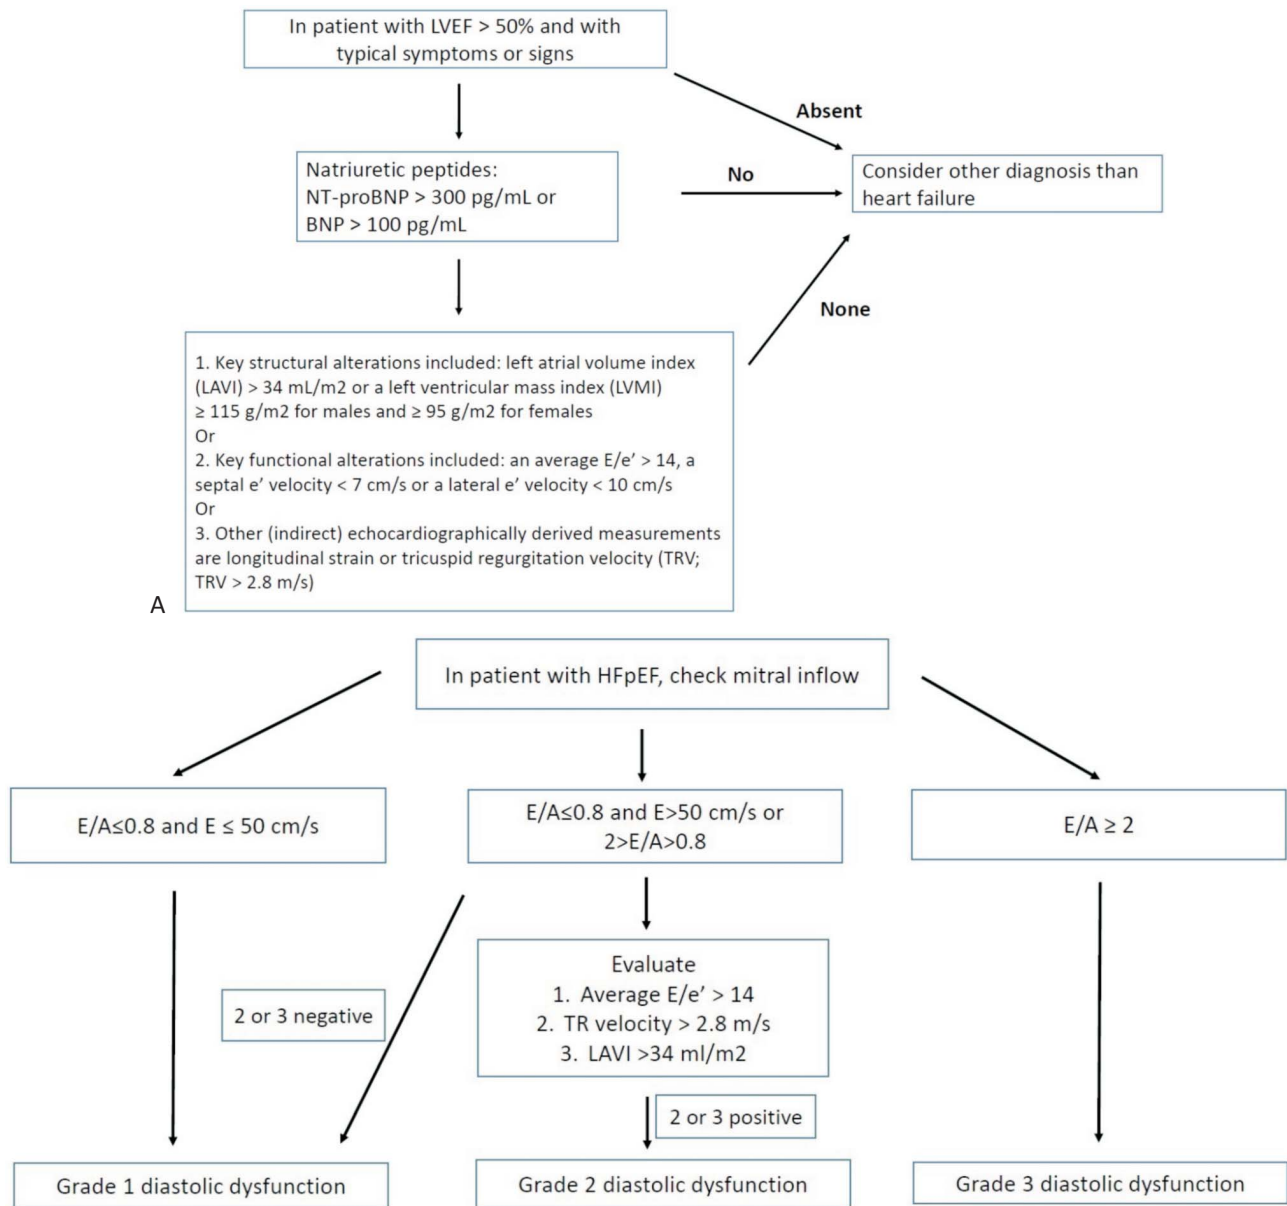 In patient with LVEF > 50% and with
typical symptoms or signs
Absent
Natriuretic peptides:
NT-proBNP > 300 pg/mL or
BNP > 100 pg/mL
No
Consider other diagnosis than
heart failure
None
1. Key structural alterations included: left atrial volume index
(LAVI) > 34 mL/m2 or a left ventricular mass index (LVMI)
≥ 115 g/m2 for males and ≥ 95 g/m2 for females
Or
2. Key functional alterations included: an average E/e’ > 14, a
septal e’ velocity < 7 cm/s or a lateral e’ velocity < 10 cm/s
Or
3. Other (indirect) echocardiographically derived measurements
are longitudinal strain or tricuspid regurgitation velocity (TRV;
TRV > 2.8 m/s)
A
In patient with HFpEF, check mitral inflow
E/A≤0.8 and E ≤ 50 cm/s
E/A≤0.8 and E>50 cm/s or
2>E/A>0.8
E/A ≥ 2
Evaluate
1. Average E/e’ > 14
2. TR velocity > 2.8 m/s
3. LAVI >34 ml/m2
2 or 3 negative
2 or 3 positive
Grade 1 diastolic dysfunction
Grade 2 diastolic dysfunction
Grade 3 diastolic dysfunction